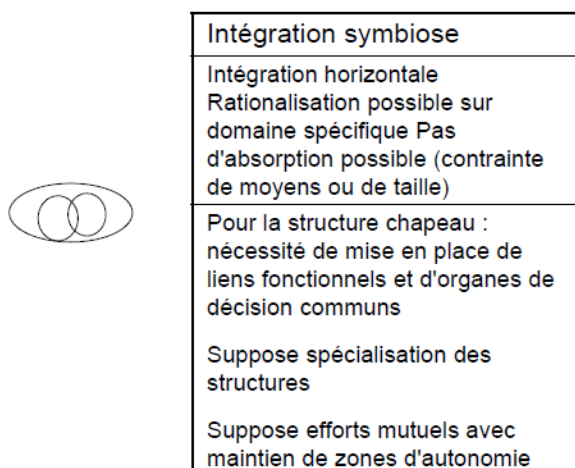 Intégration symbiose
Intégration horizontale
Rationalisation possible sur
domaine spécifique Pas
d'absorption possible (contrainte
de moyens ou de taille)
Pour la structure chapeau :
nécessité de mise en place de
liens fonctionnels et d'organes de
décision communs
Suppose spécialisation des
structures
Suppose efforts mutuels avec
maintien de zones d'autonomie